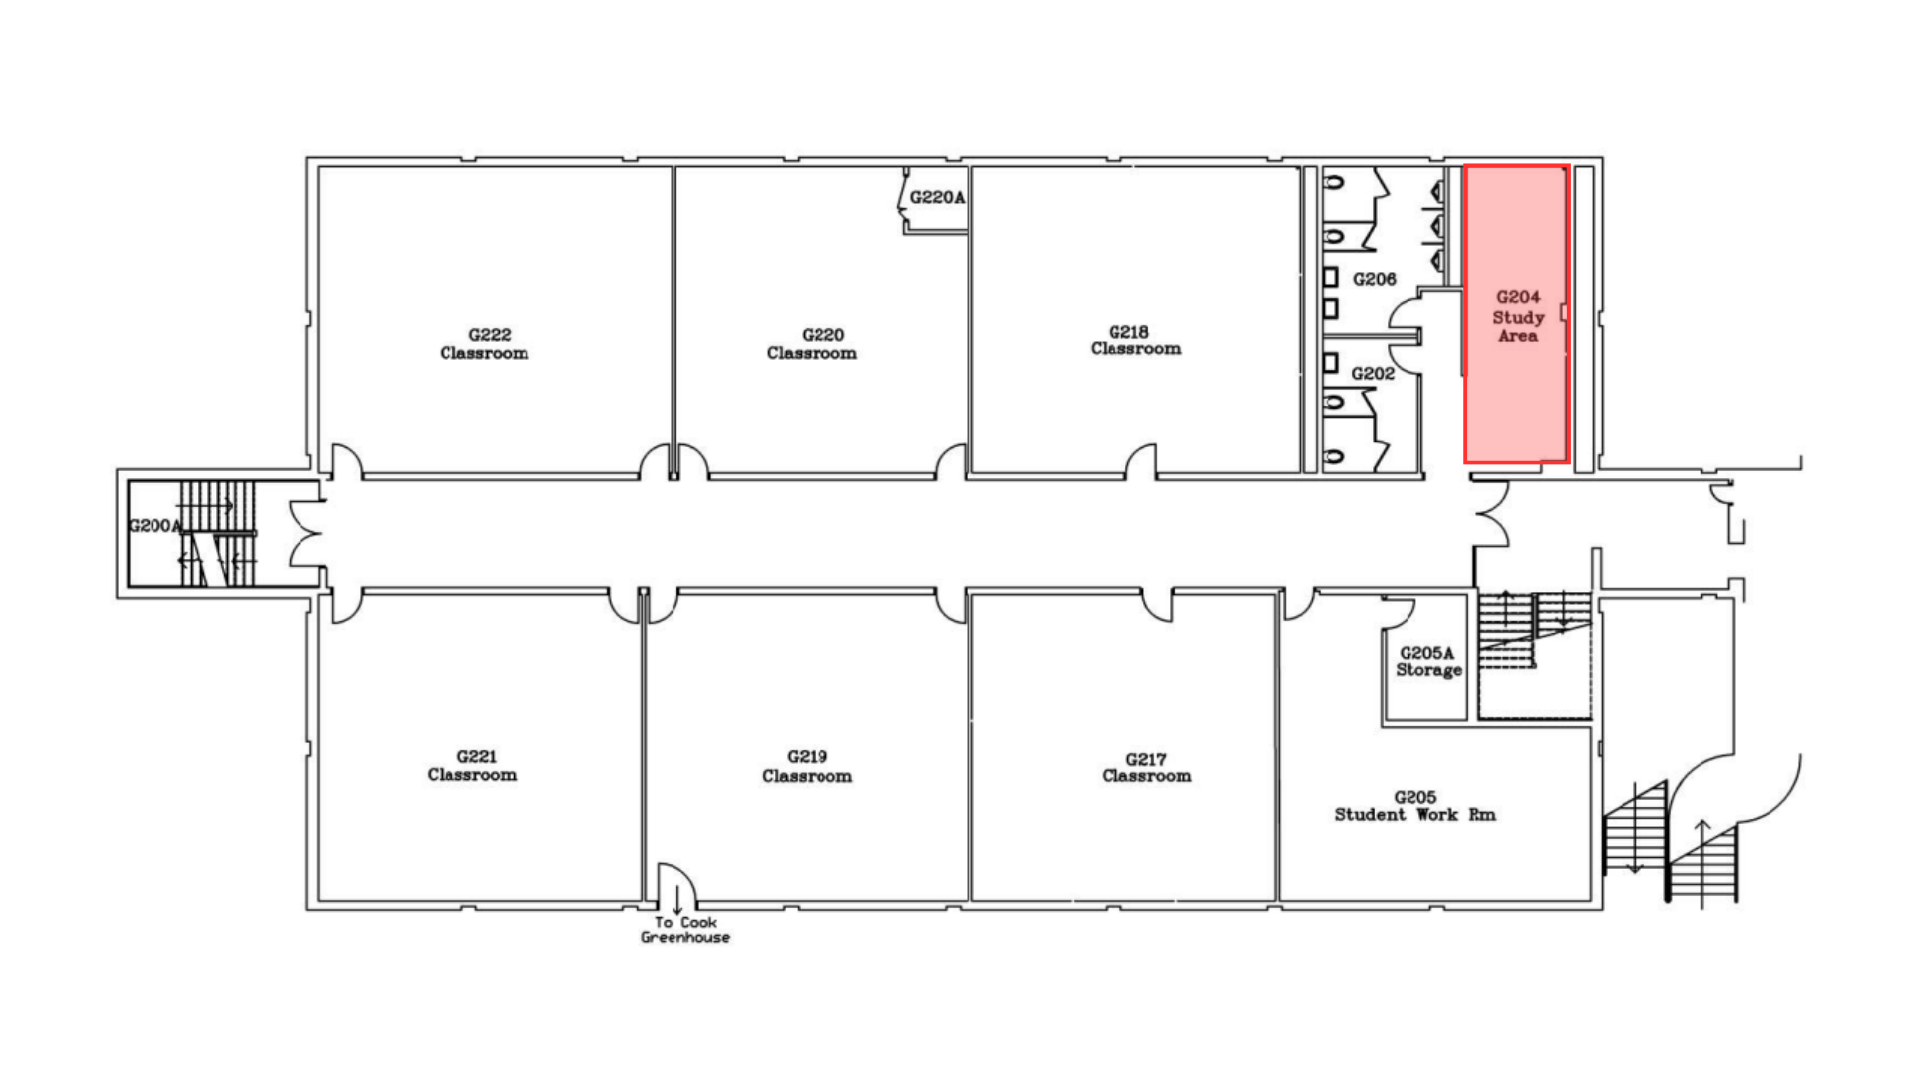 G220A
G206
G204
Study
Area
G222
Classroom
G220
Classroom
G218
Classroom
G202
G200A
G205A
Storage
G221
Classroom
G219
Classroom
G217
Classroom
G205
Student Work Rm
To Cook
Greenhouse